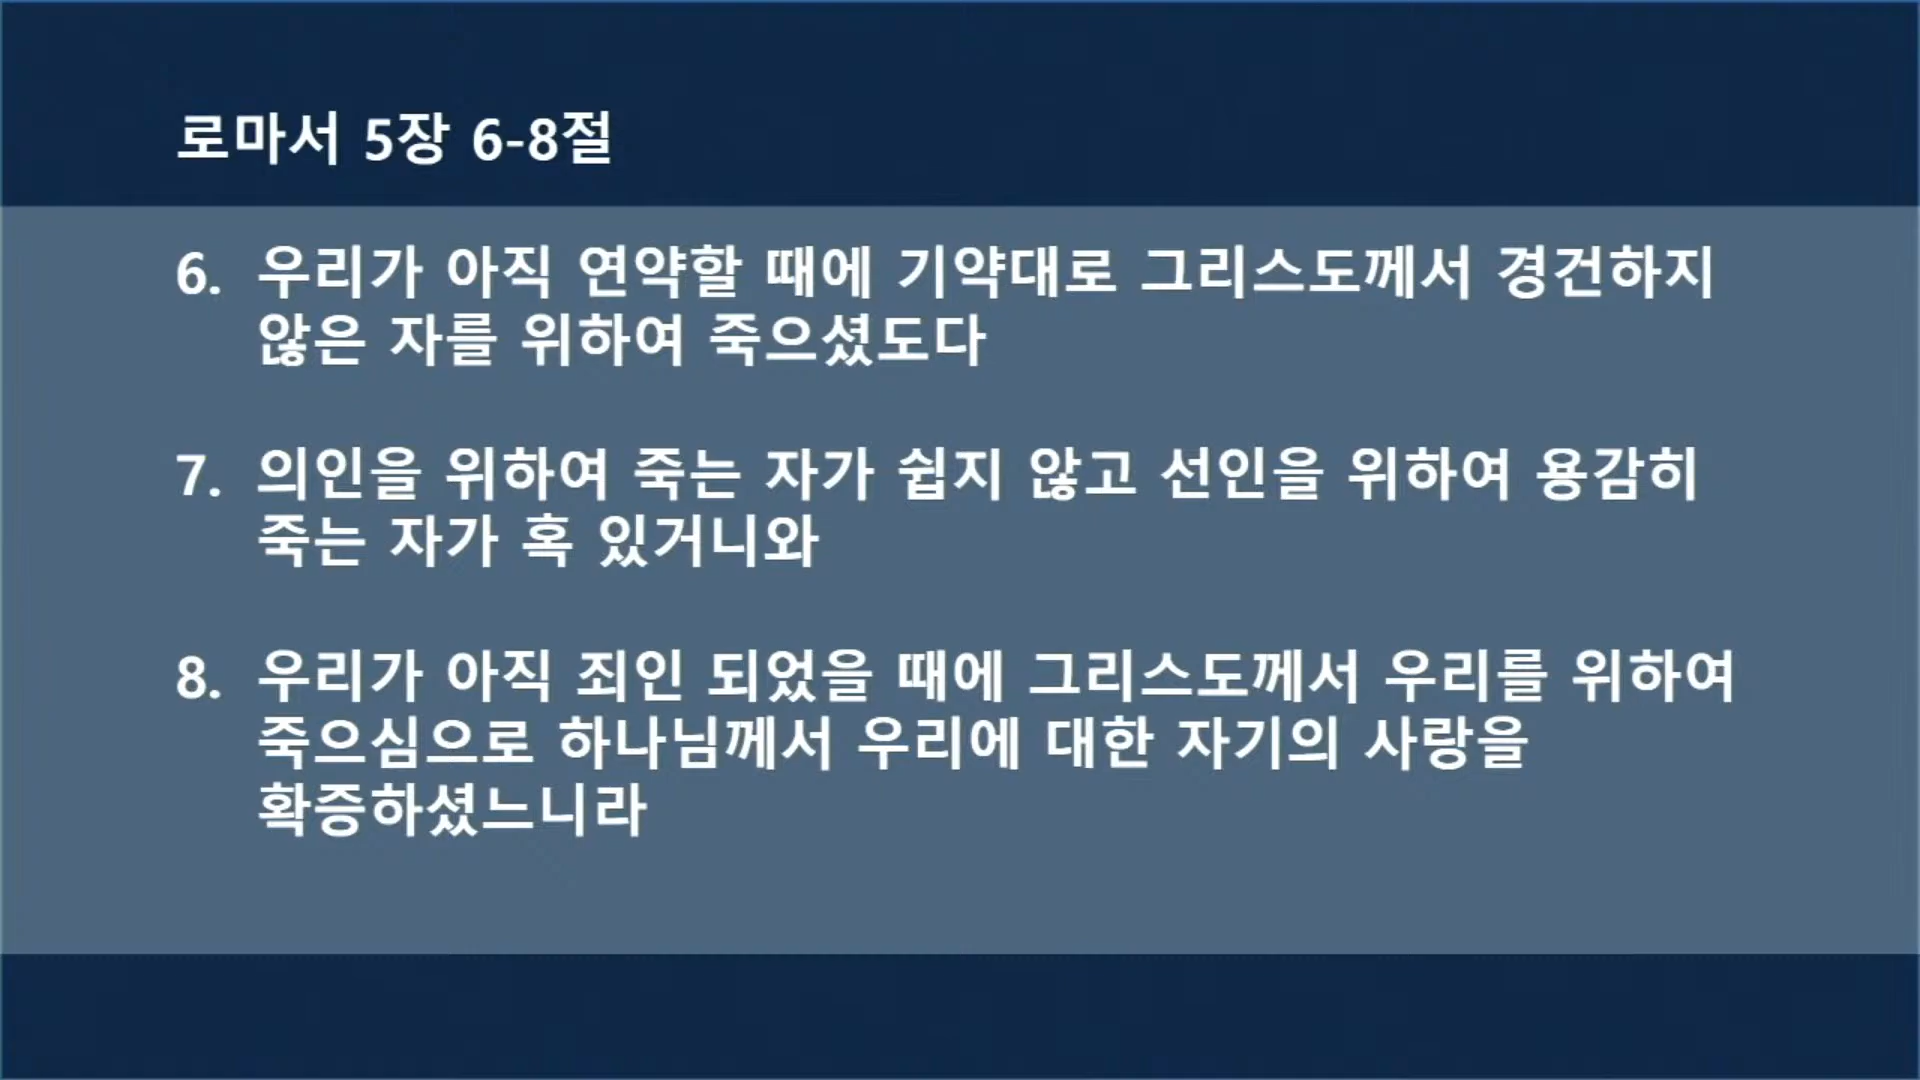 로마서 5장 6-8절
6. 우리가 아직 연약할 때에 기약대로 그리스도께서 경건하지
않은 자를 위하여 죽으셨도다
7. 의인을 위하여 죽는 자가 쉽지 않고 선인을 위하여 용감히
죽는 자가 혹 있거니와
8. 우리가 아직 죄인 되었을 때에 그리스도께서 우리를 위하여
죽으심으로 하나님께서 우리에 대한 자기의 사랑을
확증하셨느니라